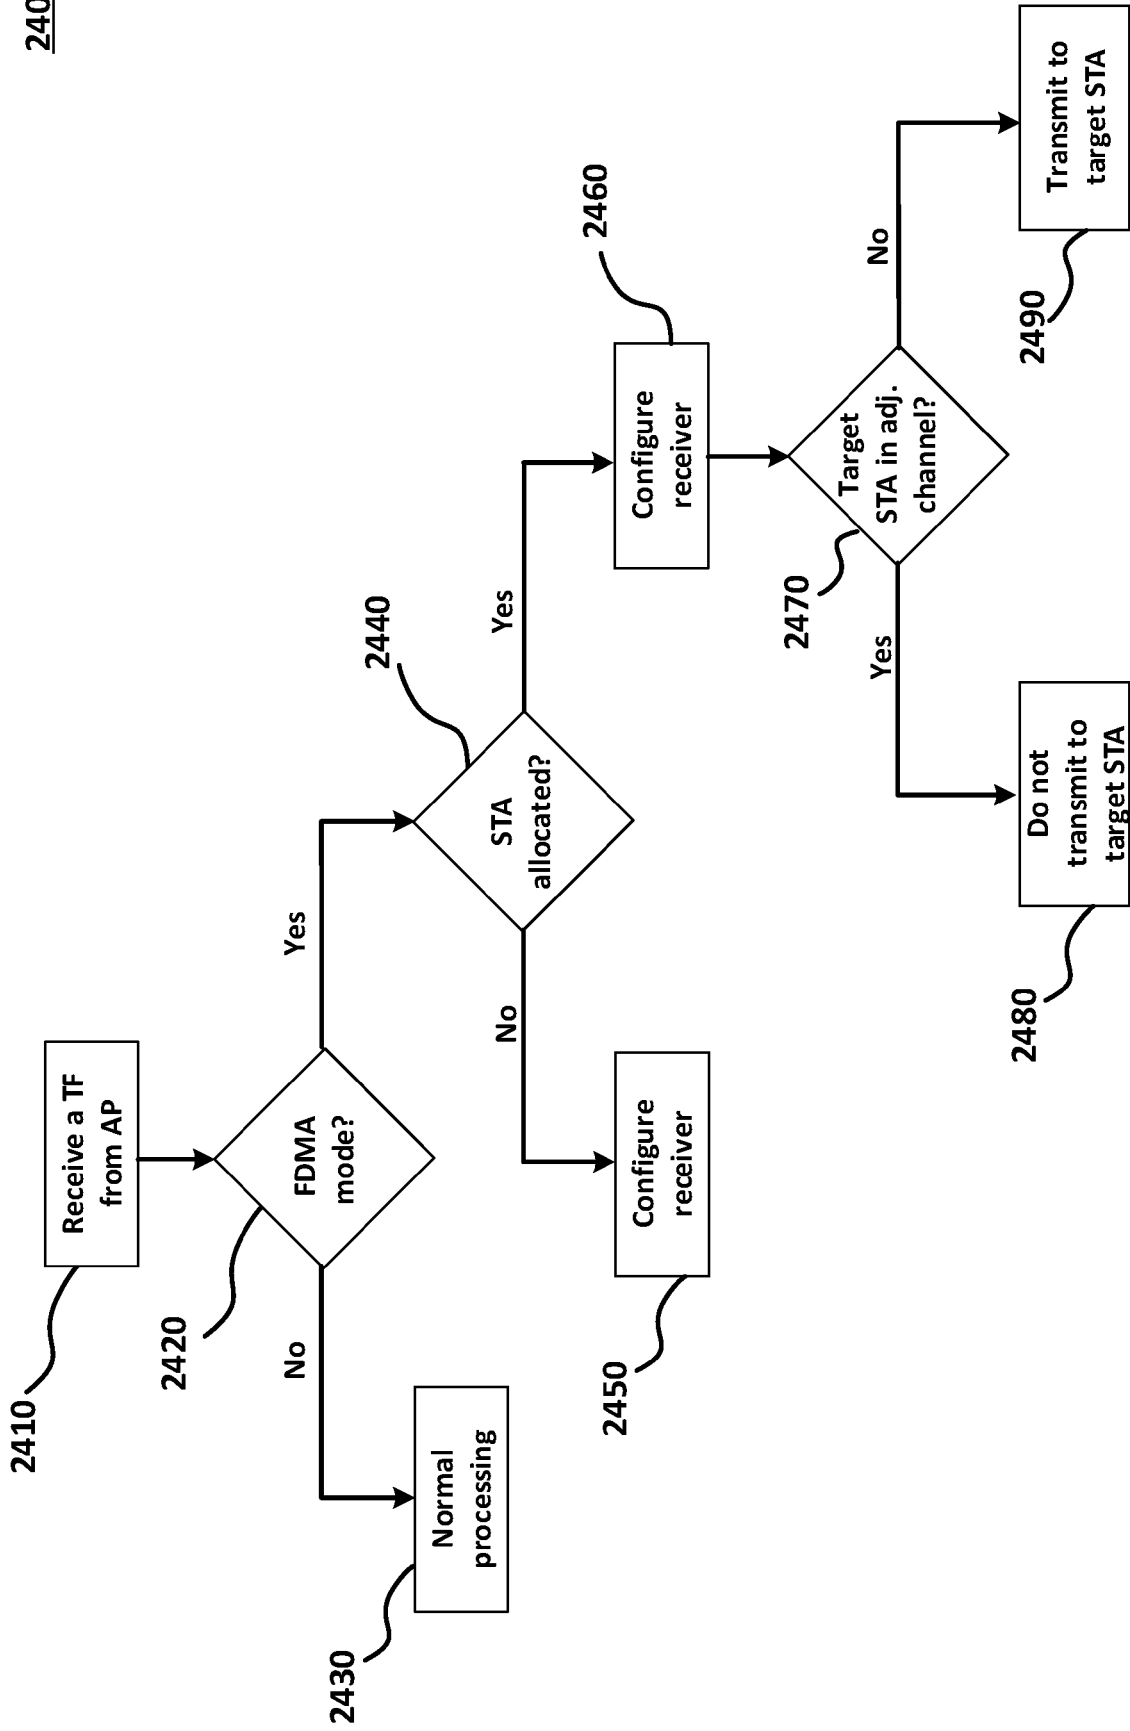 240
2410
Receive a TF
from AP
2420
FDMA
mode?
No
Yes
2430
Normal
processing
2440
STA
allocated?
No
Yes
2450
Configure
receiver
2460
Configure
receiver
2470
Target
STA in adj.
channel?
Yes
No
2480
Do not
transmit to
target STA
2490
Transmit to
target STA